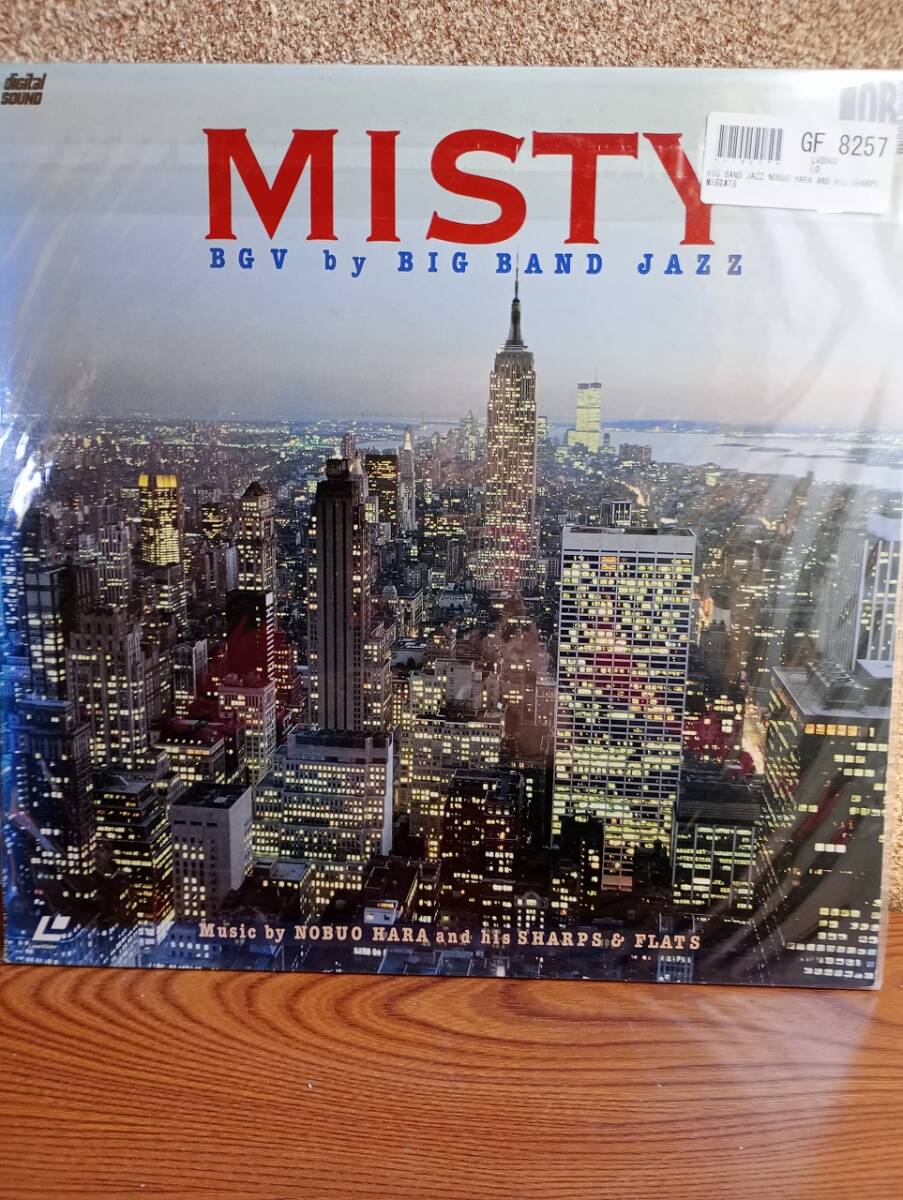 digital
SOUND
MISTY
BGV by BIG BAND JAZZ
GF 8257
LD
BIG BAND JAZZ NOBUO HARA AND HIS SHARPS
Music by NOBUO HARA and his SHARPS & FLATS